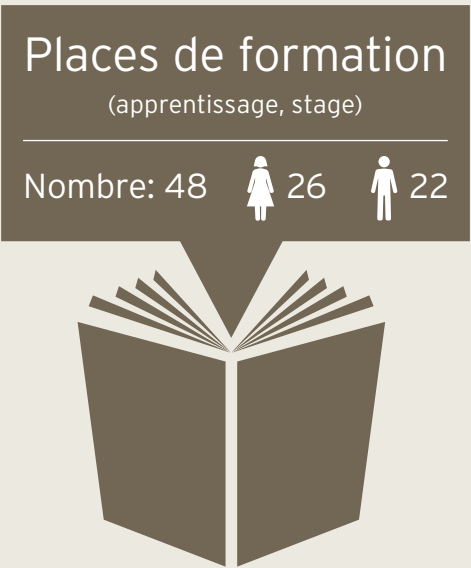 Places de formation
(apprentissage, stage)
Nombre: 48 26 22